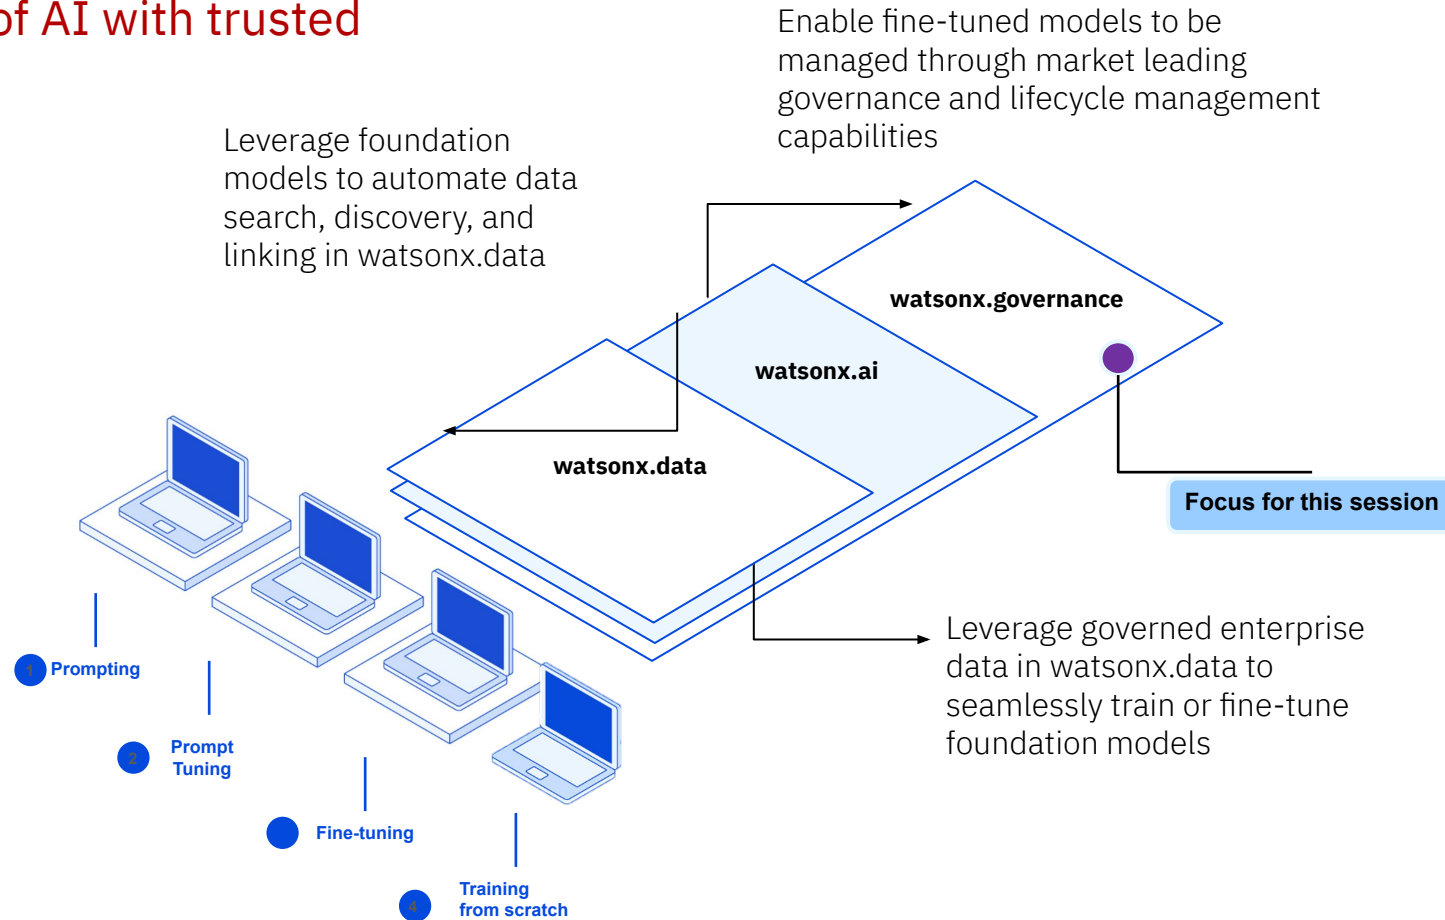 of AI with trusted
Enable fine-tuned models to be
managed through market leading
governance and lifecycle management
capabilities
Leverage foundation
models to automate data
search, discovery, and
linking in watsonx.data
watsonx.governance
watsonx.ai
watsonx.data
Focus for this session
Leverage governed enterprise
data in watsonx.data to
seamlessly train or fine-tune
foundation models
1 Prompting
2 Prompt
Tuning
Fine-tuning
4 Training
from scratch